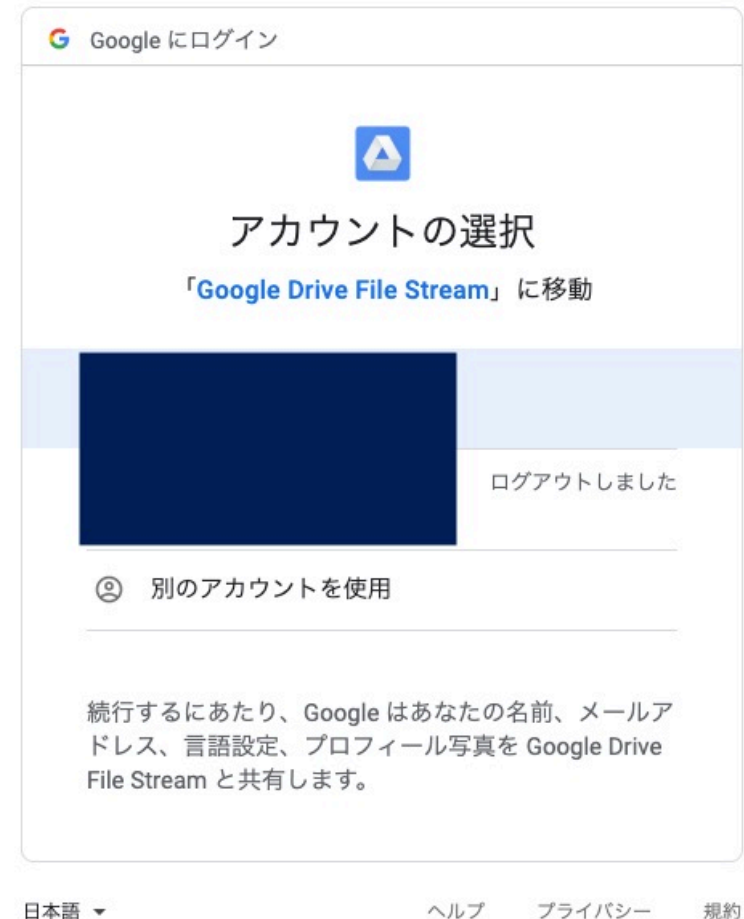 Google にログイン
アカウントの選択
「Google Drive File Stream」に移動
ログアウトしました
別のアカウントを使用
続行するにあたり、Google はあなたの名前、メールア
ドレス、言語設定、プロフィール写真を Google Drive
File Stream と共有します。
日本語 ヘルプ プライバシー 規約